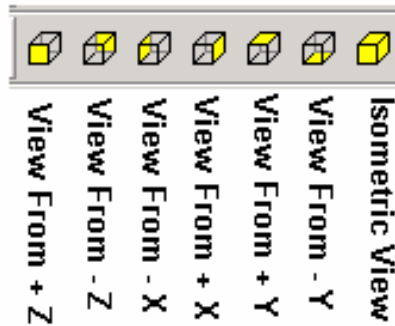 View From + Z
View From - Z
View From - X
View From + X
View From + Y
View From - Y
Isometric View